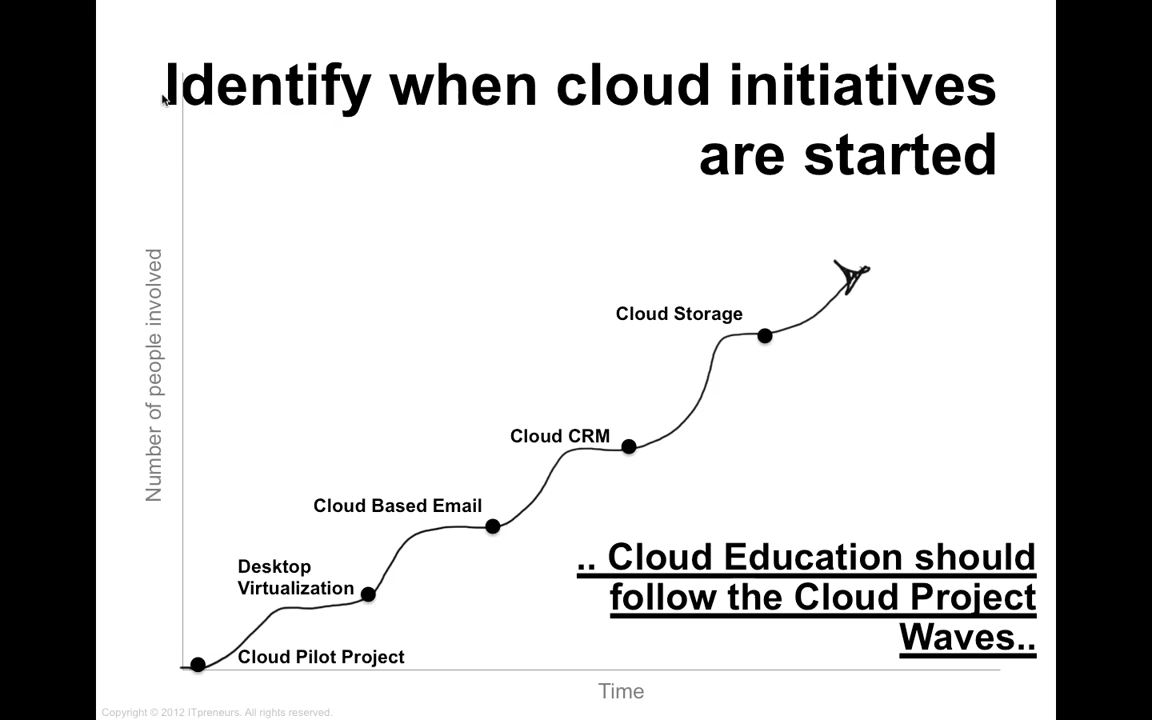 Identify when cloud initiatives
are started
Number of people involved
Cloud Storage
Cloud CRM
Cloud Based Email
Desktop
Virtualization
Cloud Pilot Project
.. Cloud Education should
follow the Cloud Project
Waves..
Time
Copyright © 2012 ITpreneurs. All rights reserved.